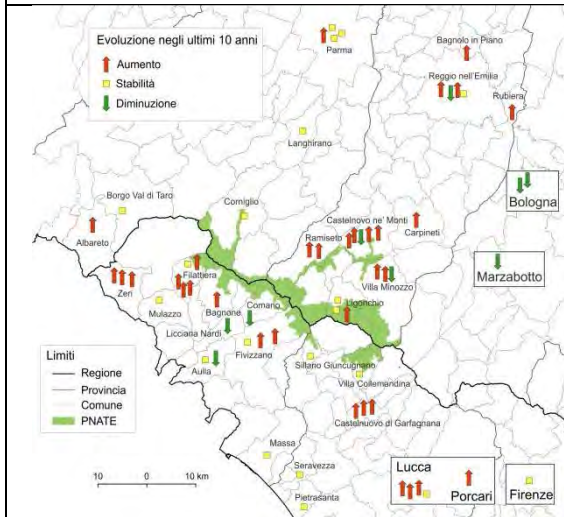 Evoluzione negli ultimi 10 anni
Aumento
Stabilità
Diminuzione
Parma
Bagnolo in Piano
Reggio nell'Emilia
Rubiera
Langhirano
Bologna
Borgo Val di Taro
Corniglio
Albareto
Castelnovo ne' Monti
Ramiseto
Carpineti
Marzabotto
Filattiera
Zeri
Villa Minozzo
Mulazzo
Bagnone
Comano
Ligonchio
Licciana Nardi
Fivizzano
Aulla
Sillano Giuncugnano
Villa Collemandina
Limiti
Regione
Provincia
Comune
PNATE
Castelnuovo di Garfagnana
Massa
Seravezza
Pietrasanta
Lucca
Porcari
Firenze
10 0 10 km